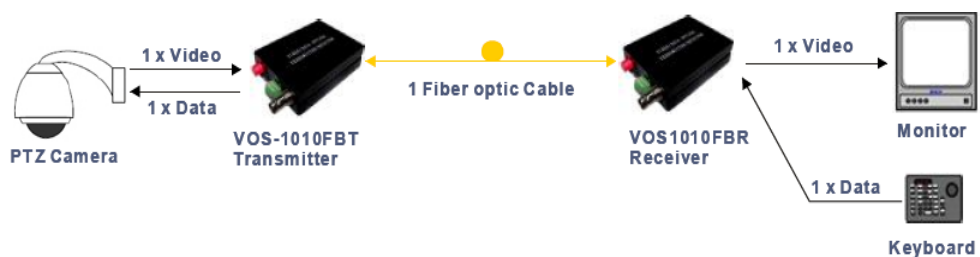 1 x Video
1 x Data
PTZ Camera
VOS-1010FBT
Transmitter
1 Fiber optic Cable
VOS1010FBR
Receiver
1 x Video
Monitor
1 x Data
Keyboard